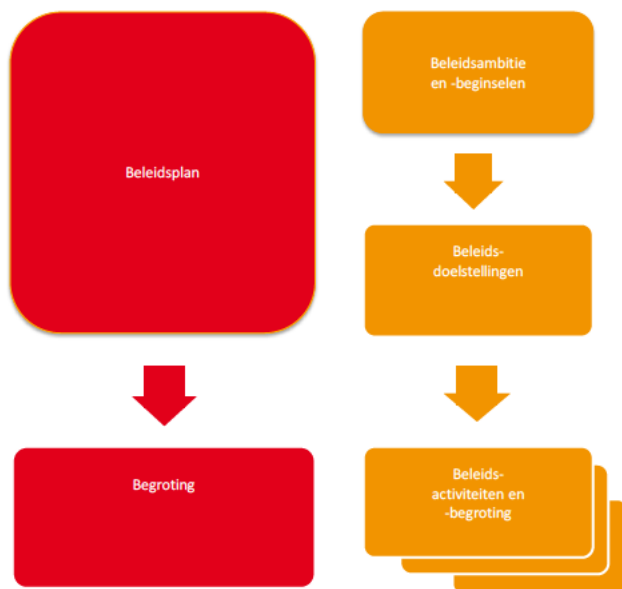 Beleidsplan
Begroting
Beleidsambitie
en -beginselen
Beleids-
doelstellingen
Beleids-
activiteiten en
-begroting